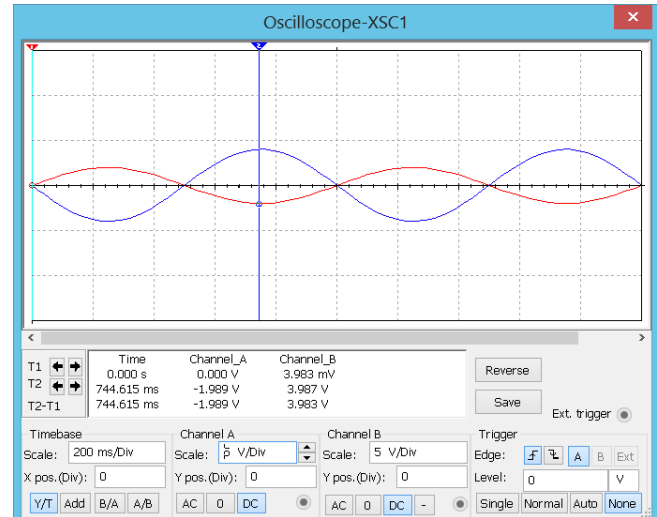 Oscilloscope-XSC1
×
1 2
Time Channel_A Channel_B
T1 0.000 s 0.000 V 3.983 mV
T2 744.615 ms -1.989 V 3.987 V
T2-T1 744.615 ms -1.989 V 3.983 V
Reverse
Save
Ext. trigger
Timebase Channel A Channel B Trigger
Scale: 200 ms/Div Scale: V/Div Scale: 5 V/Div Edge: A B Ext
X pos.(Div): 0 Y pos.(Div): 0 Y pos.(Div): 0 Level: 0 V
Y/T Add B/A A/B AC 0 DC AC 0 DC - Single Normal Auto None